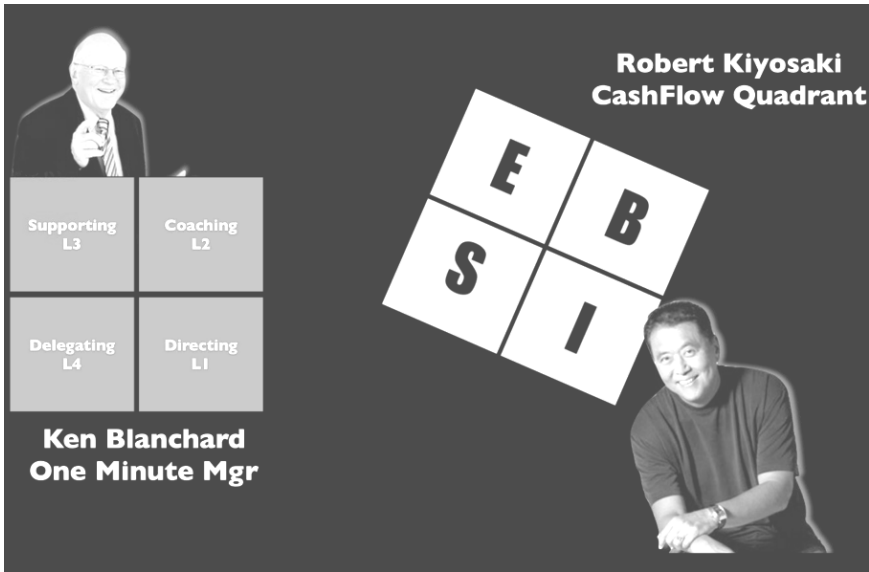 Robert Kiyosaki
CashFlow Quadrant
E
B
S
I
Supporting
L3
Coaching
L2
Delegating
L4
Directing
L1
Ken Blanchard
One Minute Mgr